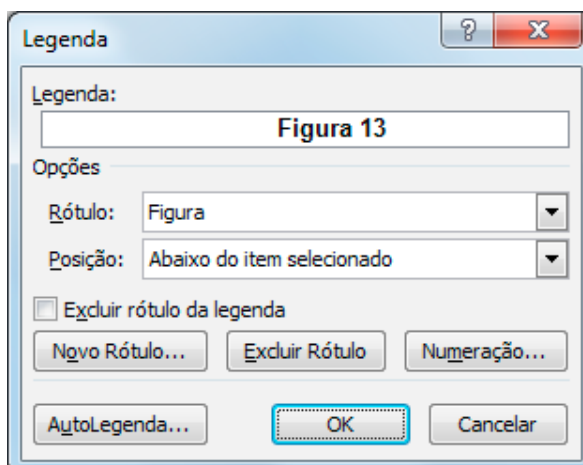 Legenda
Legenda:
Figura 13
Opções
Rótulo: Figura
Posição: Abaixo do item selecionado
Excluir rótulo da legenda
Novo Rótulo... Excluir Rótulo Numeração...
AutoLegenda... OK Cancelar